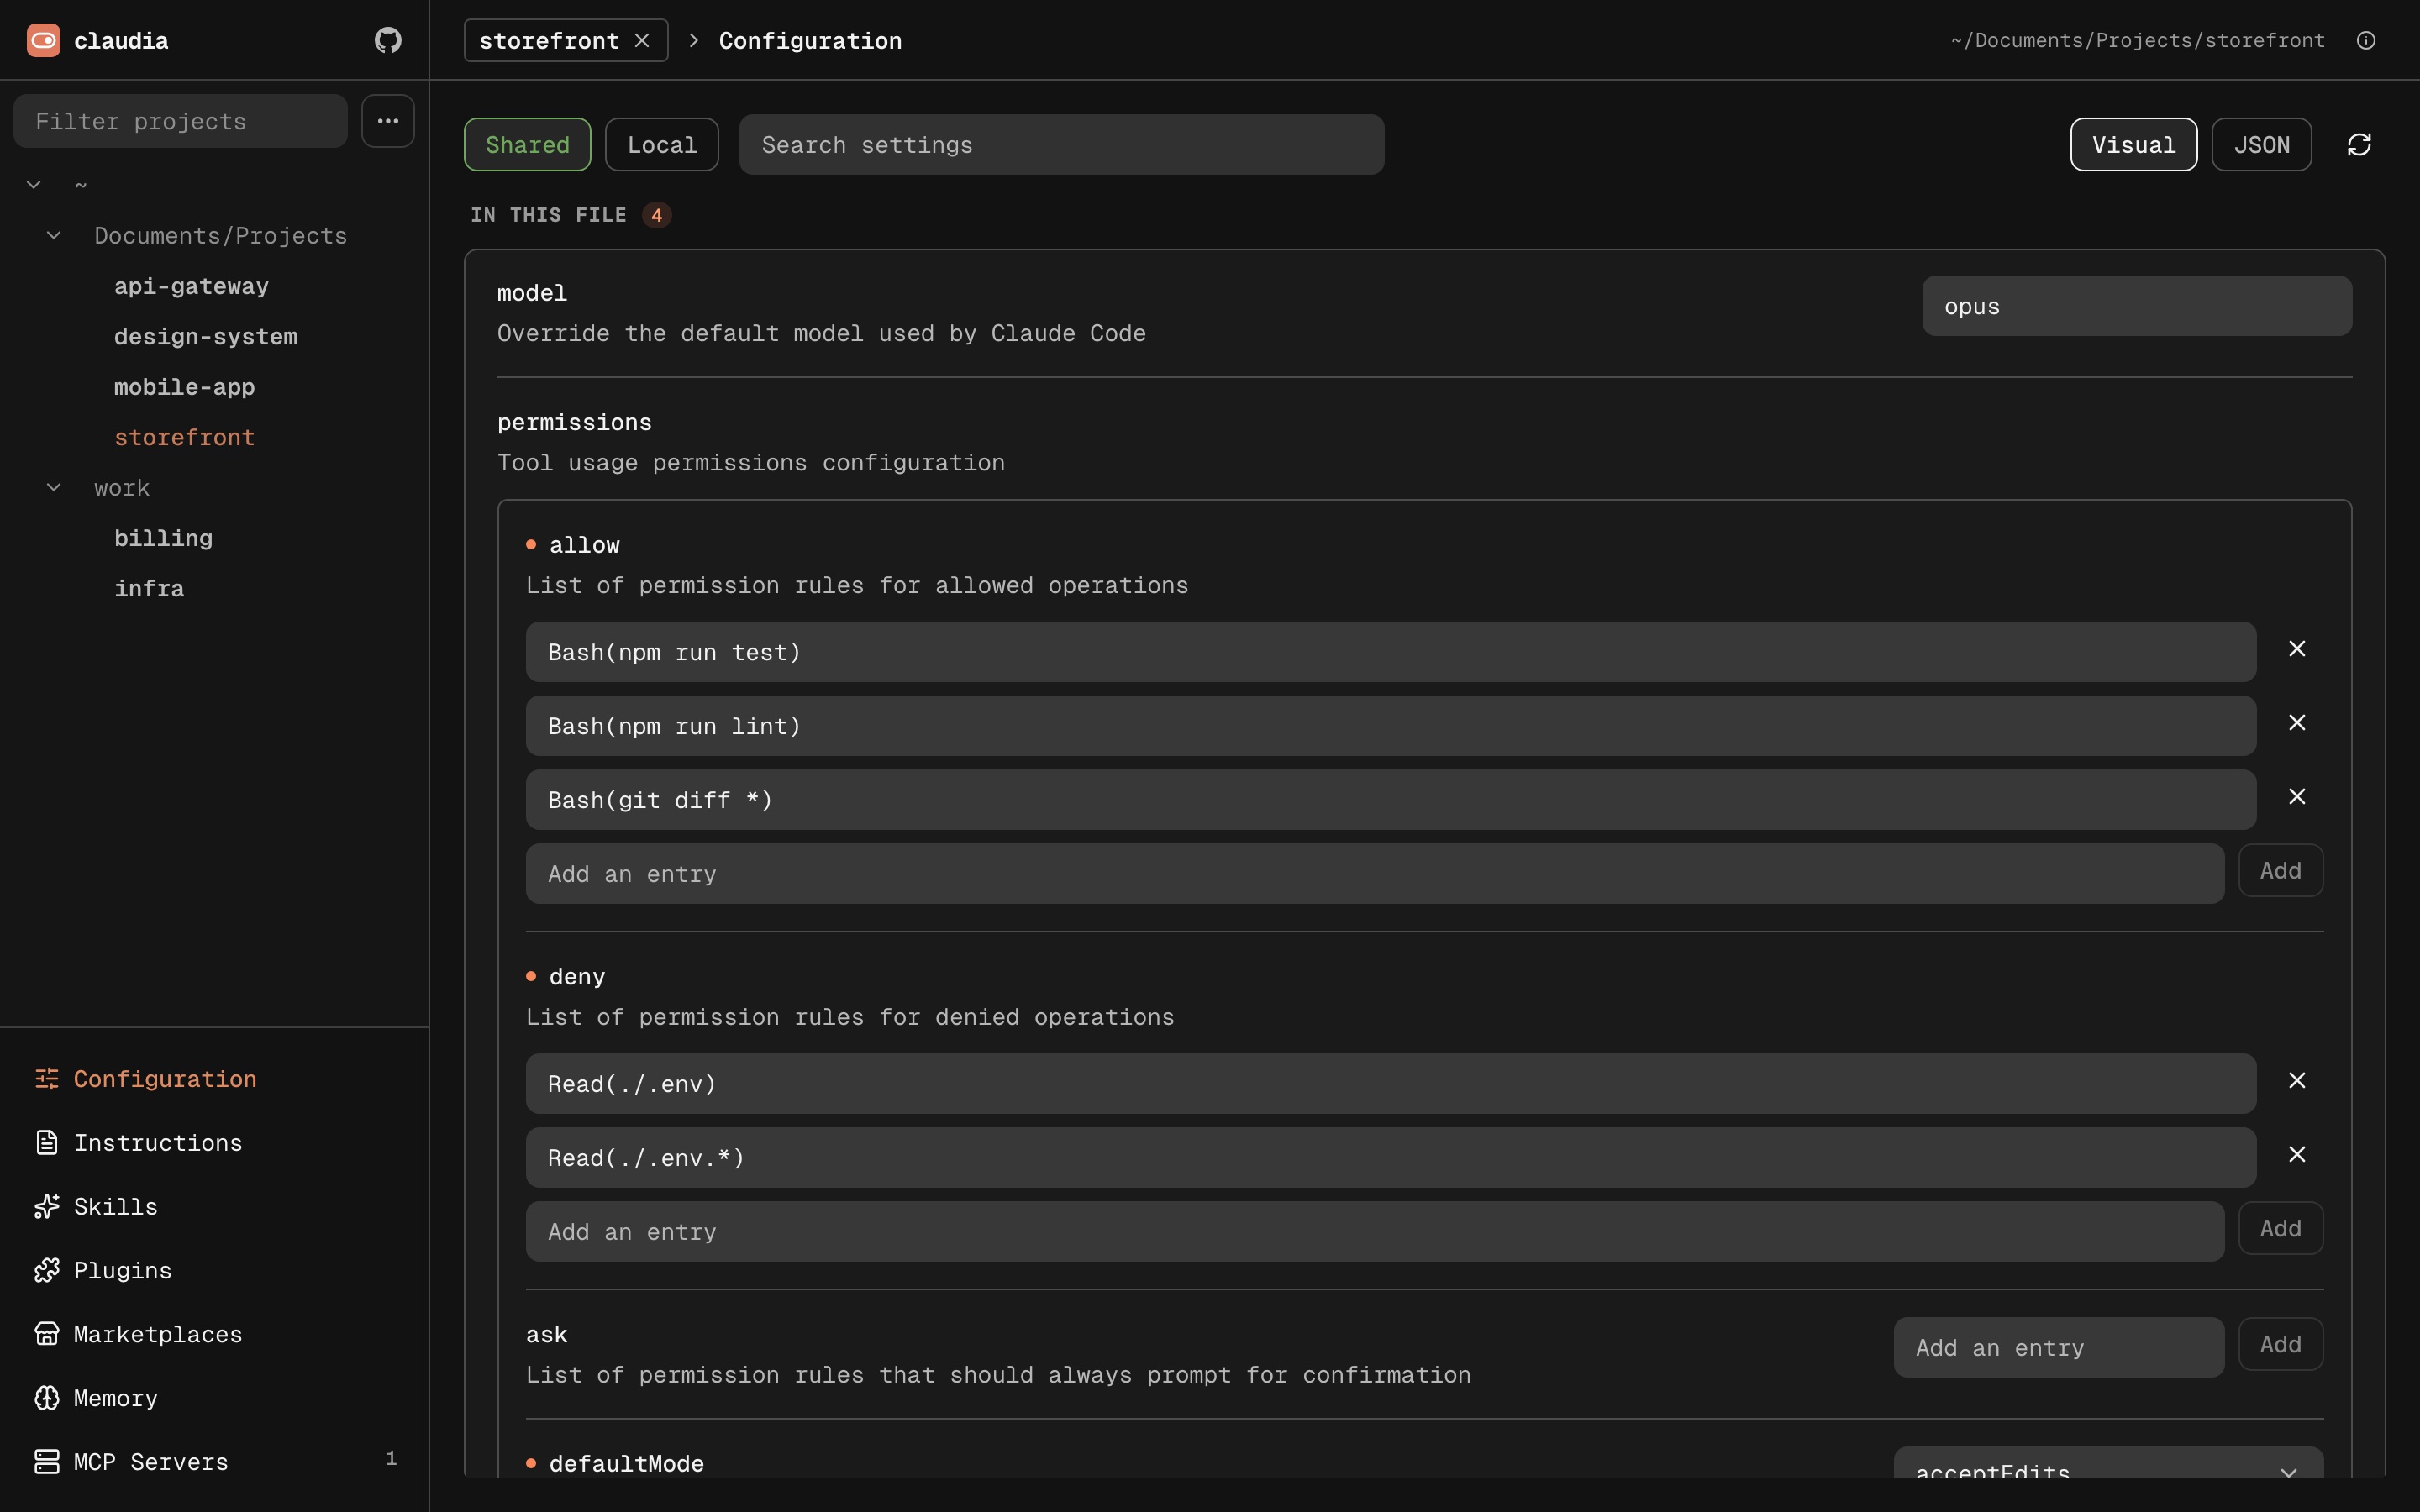 claudia
Filter projects
~
Documents/Projects
api-gateway
design-system
mobile-app
storefront
work
billing
infra
Configuration
Instructions
Skills
Plugins
Marketplaces
Memory
MCP Servers 1
storefront Configuration ~/Documents/Projects/storefront
Shared Local Search settings Visual JSON
IN THIS FILE 4
model
Override the default model used by Claude Code
opus
permissions
Tool usage permissions configuration
allow
List of permission rules for allowed operations
Bash(npm run test)
Bash(npm run lint)
Bash(git diff *)
Add an entry Add
deny
List of permission rules for denied operations
Read(./.env)
Read(./.env.*)
Add an entry Add
ask
List of permission rules that should always prompt for confirmation
Add an entry Add
defaultMode acceptEdits